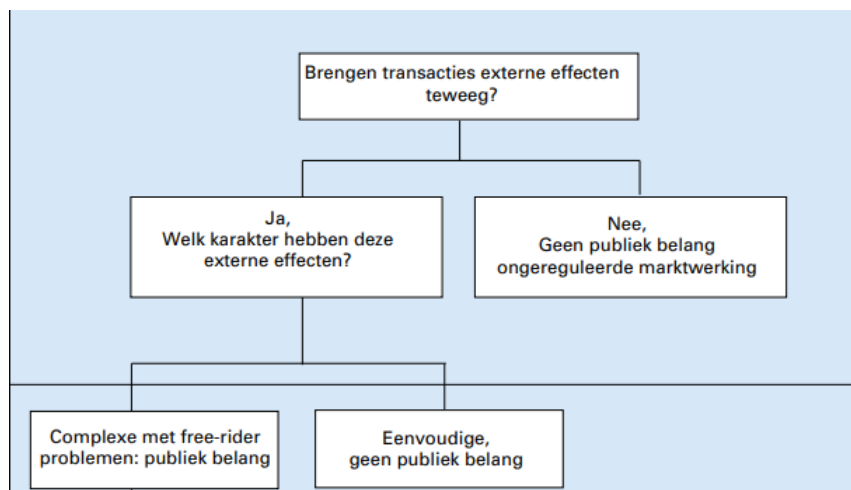 Brengen transacties externe effecten
teweeg?
Ja,
Welk karakter hebben deze
externe effecten?
Nee,
Geen publiek belang
ongereguleerde marktwerking
Complexe met free-rider
problemen: publiek belang
Eenvoudige,
geen publiek belang